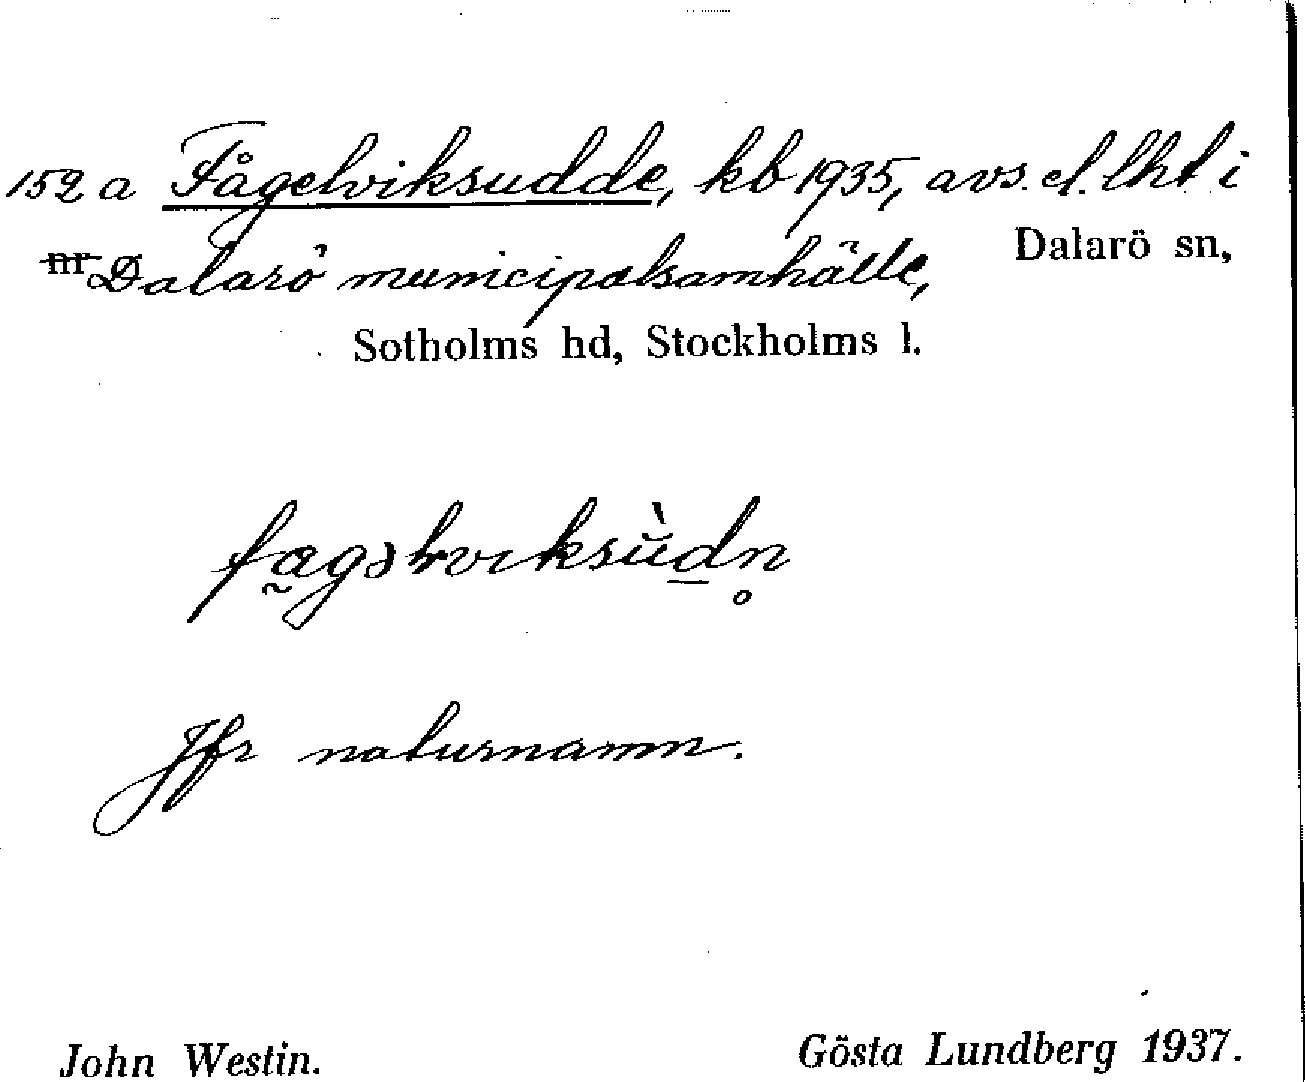 152 a Fågelviksudde, kb 1935, avs. el. lht i
nr Dalarö municipalsamhälle, Dalarö sn,
Sotholms hd, Stockholms l.
Jfr naturnamn.
John Westin. Gösta Lundberg 1937.